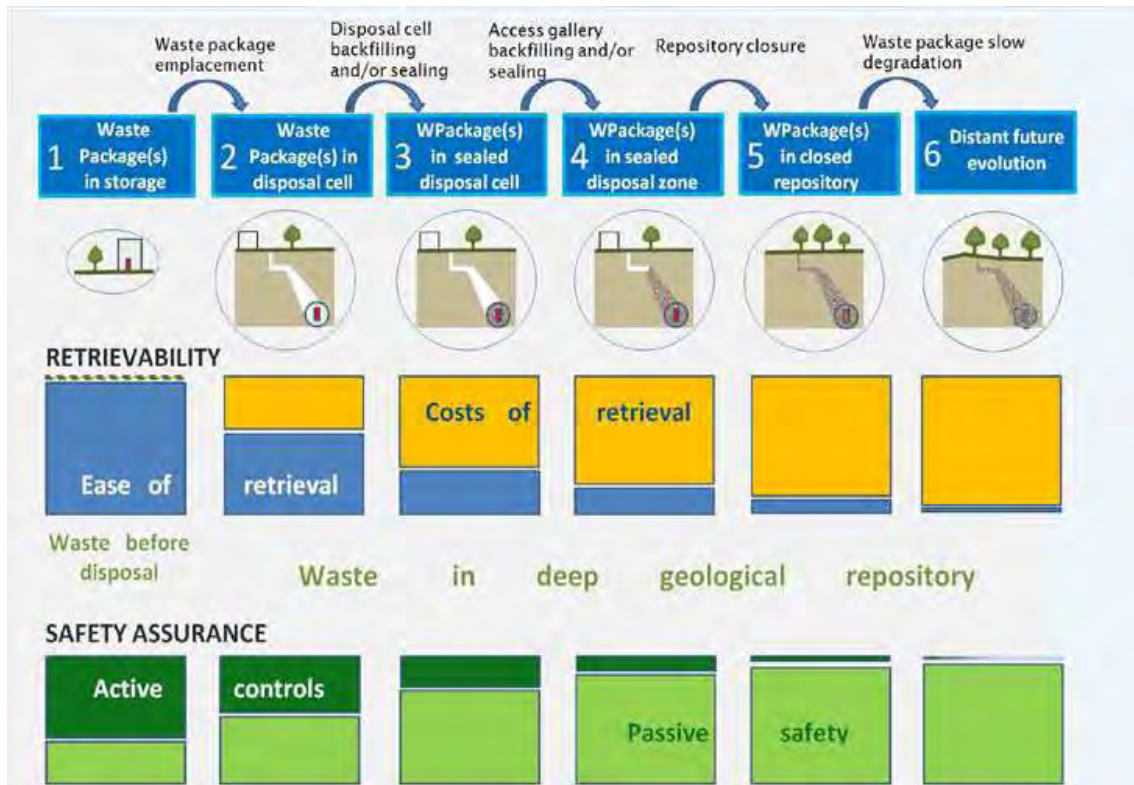 Waste package
emplacement
Disposal cell
backfilling
and/or sealing
Access gallery
backfilling and/or
sealing
Repository closure
Waste package slow
degradation
1 Waste
Package(s)
in storage
2 Waste
Package(s) in
disposal cell
3 WPackage(s)
in sealed
disposal cell
4 WPackage(s)
in sealed
disposal zone
5 WPackage(s)
in closed
repository
6 Distant future
evolution
RETRIEVABILITY
Costs of retrieval
Ease of retrieval
Waste before
disposal
Waste in deep geological repository
SAFETY ASSURANCE
Active controls
Passive safety